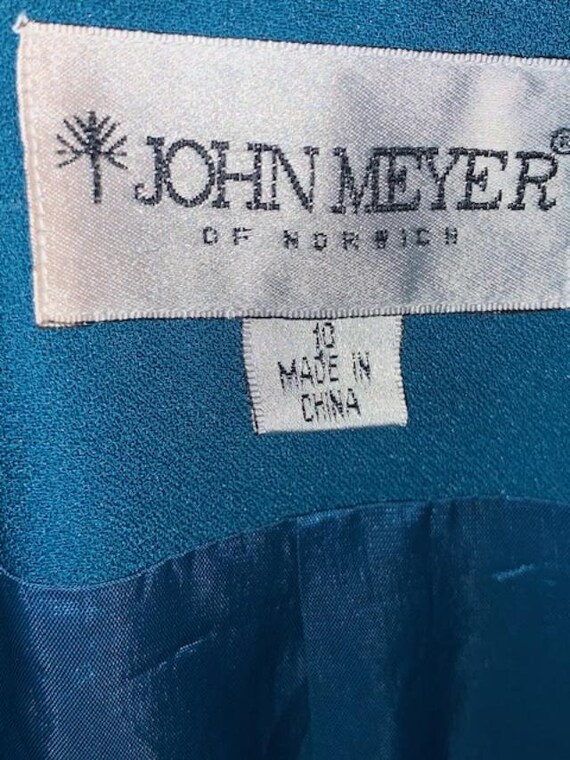 JOHN MEYER®
OF NORWICH
10
MADE IN
CHINA